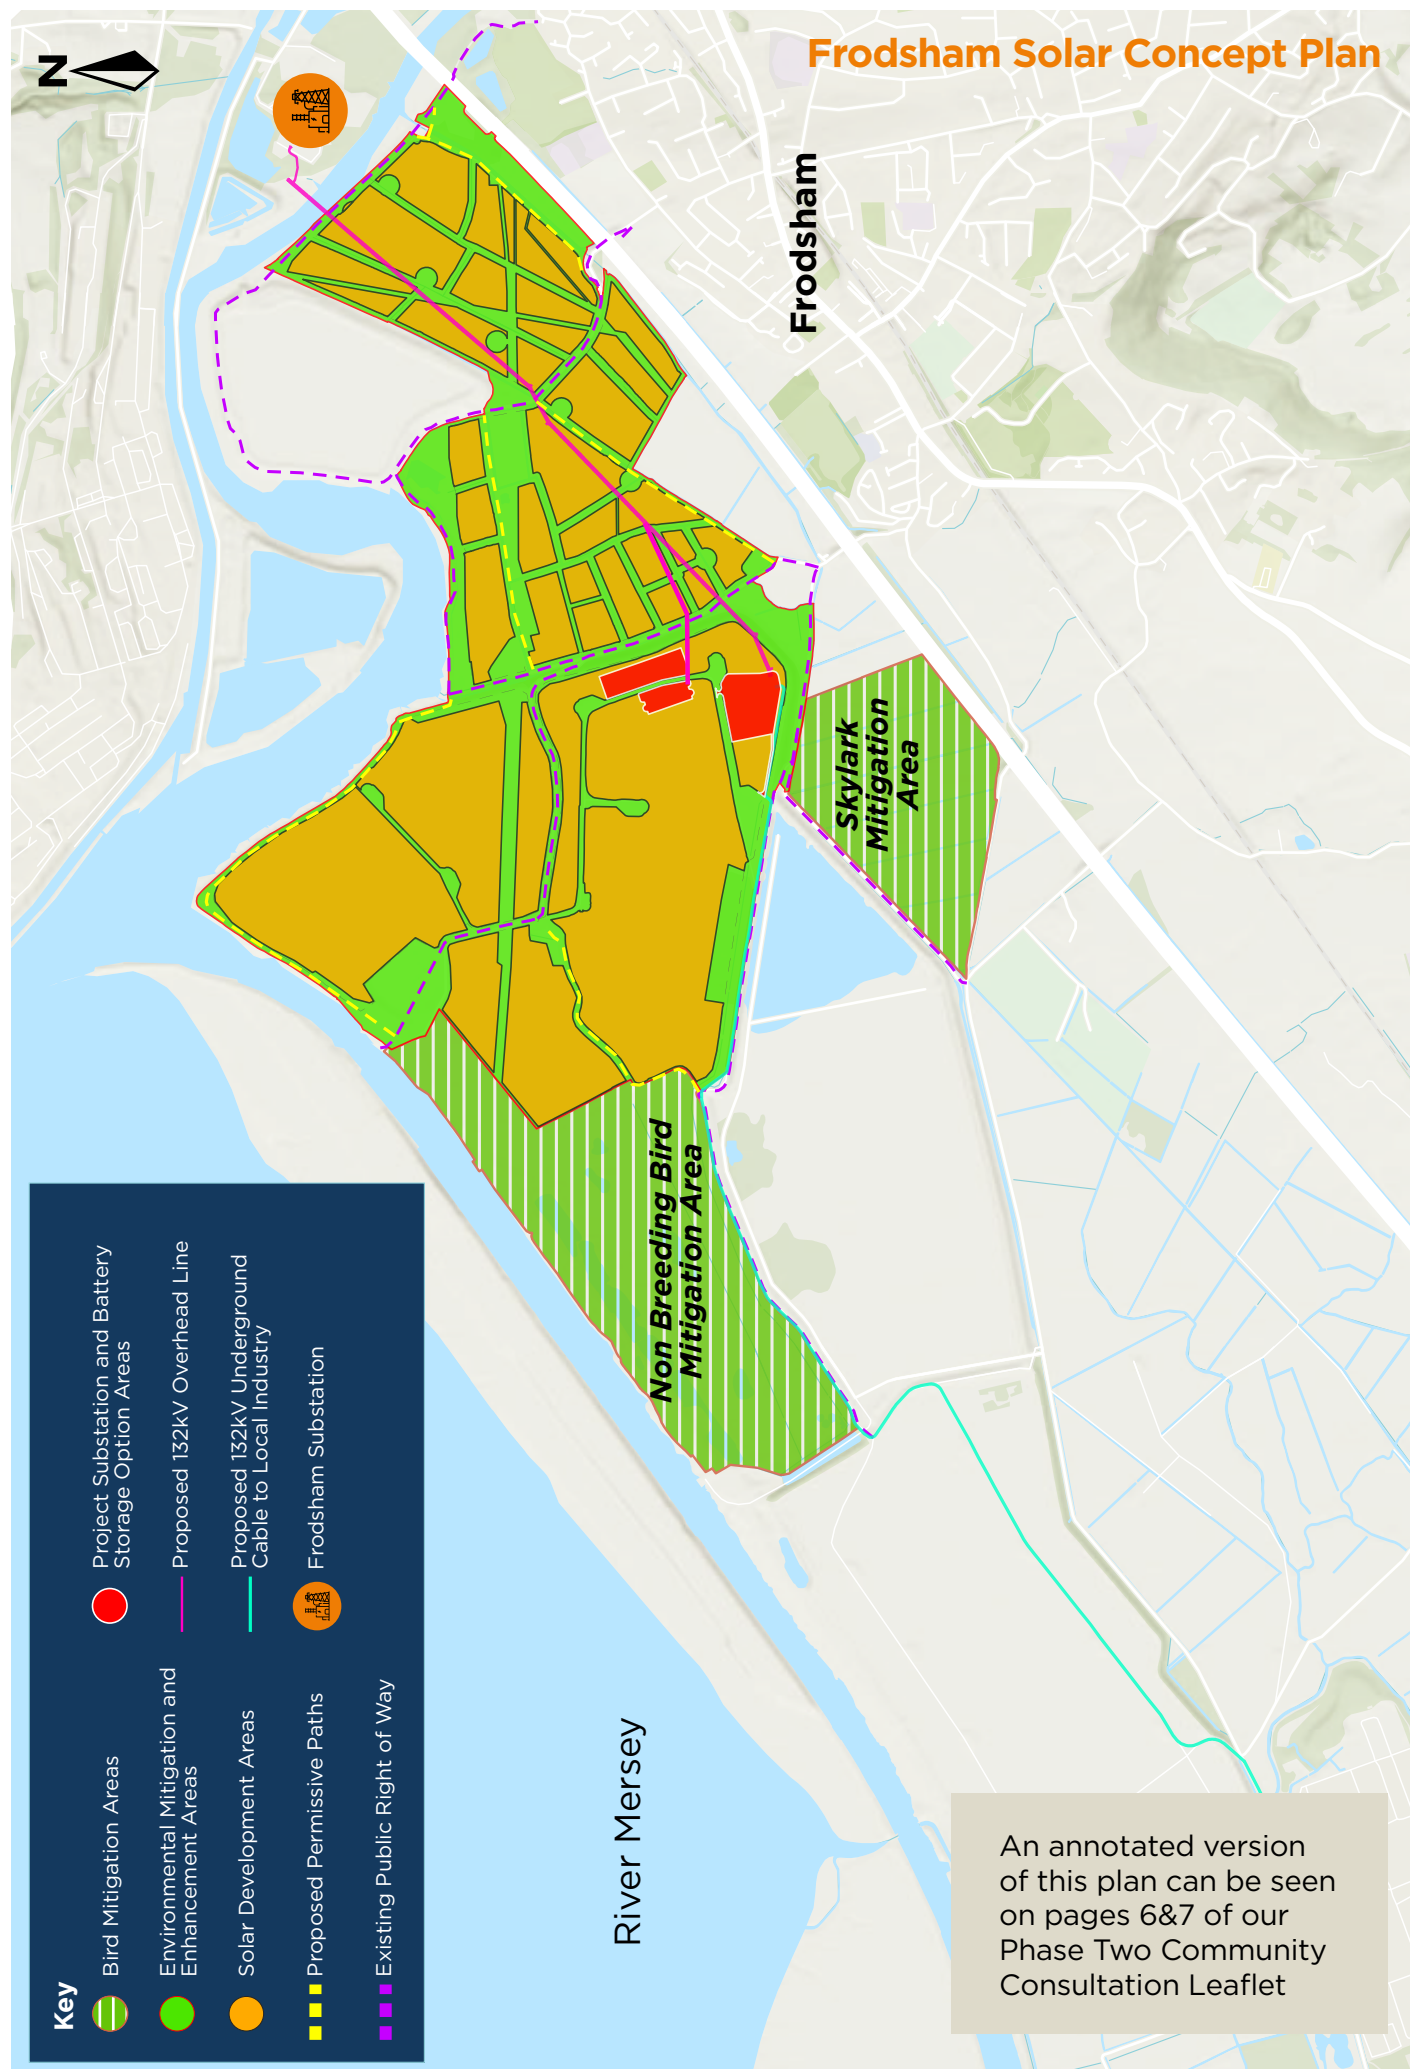 Frodsham Solar Concept Plan
N
Frodsham
Skylark
Mitigation
Area
Non Breeding Bird
Mitigation Area
River Mersey
Key
Bird Mitigation Areas
Environmental Mitigation and
Enhancement Areas
Solar Development Areas
Proposed Permissive Paths
Existing Public Right of Way
Project Substation and Battery
Storage Option Areas
Proposed 132kV Overhead Line
Proposed 132kV Underground
Cable to Local Industry
Frodsham Substation
An annotated version
of this plan can be seen
on pages 6&7 of our
Phase Two Community
Consultation Leaflet